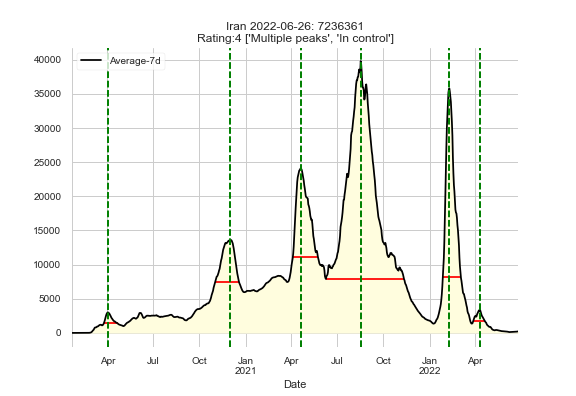 Iran 2022-06-26: 7236361
Rating:4 ['Multiple peaks', 'In control']
Average-7d
40000
35000
30000
25000
20000
15000
10000
5000
0
Apr Jul Oct Jan Apr Jul Oct Jan Apr
2021 2022
Date